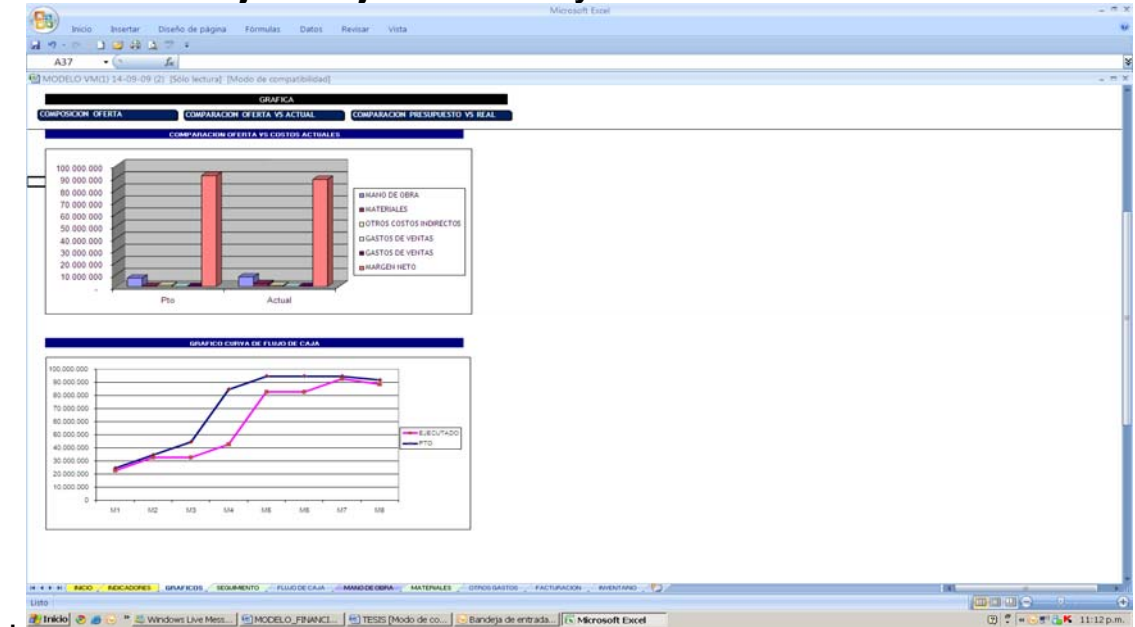 Microsoft Excel
Inicio Insertar Diseño de página Fórmulas Datos Revisar Vista
A37 fx
MODELO VM(1) 14-09-09 (2) [Sólo lectura] [Modo de compatibilidad]
GRAFICA
COMPOSICION OFERTA COMPARACION OFERTA VS ACTUAL COMPARACION PRESUPUESTO VS REAL
COMPARACION OFERTA VS COSTOS ACTUALES
100.000.000
90.000.000
80.000.000
70.000.000
60.000.000
50.000.000
40.000.000
30.000.000
20.000.000
10.000.000
-
Pto Actual
MANO DE OBRA
MATERIALES
OTROS COSTOS INDIRECTOS
GASTOS DE VENTAS
GASTOS DE VENTAS
MARGEN NETO
GRAFICO CURVA DE FLUJO DE CAJA
100.000.000
90.000.000
80.000.000
70.000.000
60.000.000
50.000.000
40.000.000
30.000.000
20.000.000
10.000.000
0
M1 M2 M3 M4 M5 M6 M7 M8
EJECUTADO
PTO
INICIO INDICADORES GRAFICOS SEGUIMIENTO FLUJO DE CAJA MANO DE OBRA MATERIALES OTROS GASTOS FACTURACION INVENTARIO
Listo
Inicio Windows Live Mess... MODELO_FINANCI... TESIS [Modo de co... Bandeja de entrada... Microsoft Excel 11:12 p.m.